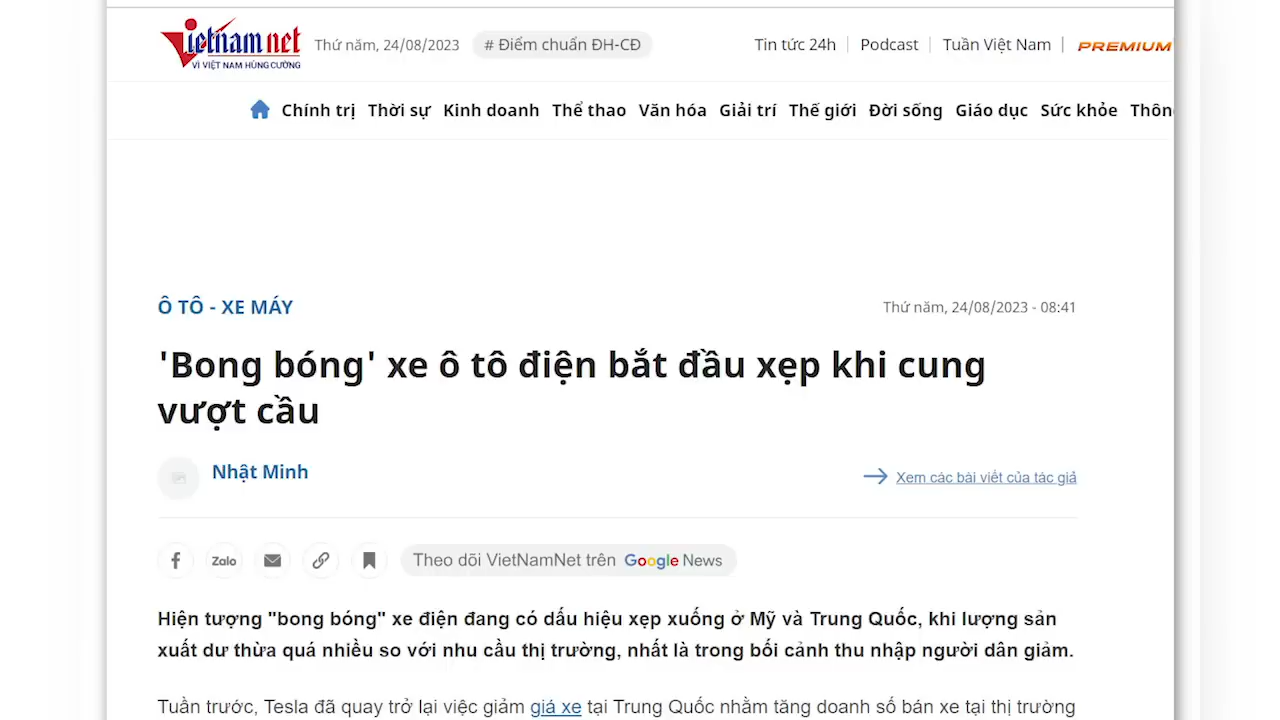 Vietnamnet
VÌ VIỆT NAM HÙNG CƯỜNG
Thứ năm, 24/08/2023
# Điểm chuẩn ĐH-CĐ
Tin tức 24h
Podcast
Tuần Việt Nam
PREMIUM
Chính trị Thời sự Kinh doanh Thể thao Văn hóa Giải trí Thế giới Đời sống Giáo dục Sức khỏe Thôn
Ô TÔ - XE MÁY
Thứ năm, 24/08/2023 - 08:41
'Bong bóng' xe ô tô điện bắt đầu xẹp khi cung
vượt cầu
Nhật Minh
Xem các bài viết của tác giả
Zalo
Theo dõi VietNamNet trên Google News
Hiện tượng "bong bóng" xe điện đang có dấu hiệu xẹp xuống ở Mỹ và Trung Quốc, khi lượng sản
xuất dư thừa quá nhiều so với nhu cầu thị trường, nhất là trong bối cảnh thu nhập người dân giảm.
Tuần trước, Tesla đã quay trở lại việc giảm giá xe tại Trung Quốc nhằm tăng doanh số bán xe tại thị trường